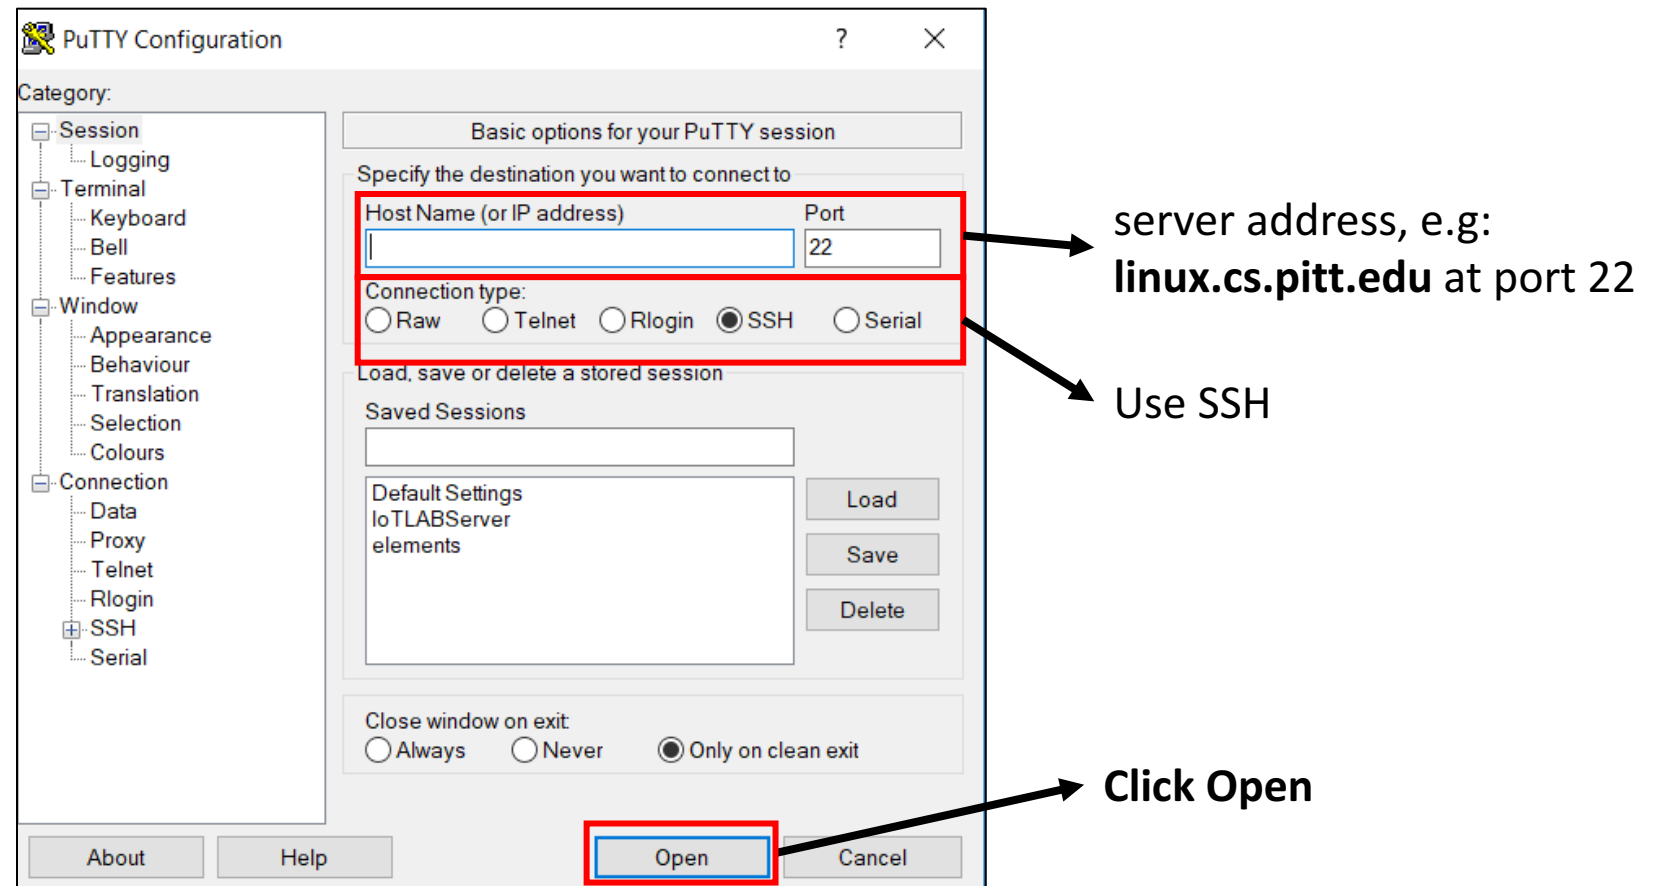 PuTTY Configuration ? ×
Category:
Session
Logging
Terminal
Keyboard
Bell
Features
Window
Appearance
Behaviour
Translation
Selection
Colours
Connection
Data
Proxy
Telnet
Rlogin
SSH
Serial
Basic options for your PuTTY session
Specify the destination you want to connect to
Host Name (or IP address) Port
22
Connection type:
Raw Telnet Rlogin SSH Serial
Load, save or delete a stored session
Saved Sessions
Default Settings
IoTLABServer
elements
Load
Save
Delete
Close window on exit:
Always Never Only on clean exit
About Help Open Cancel
server address, e.g:
linux.cs.pitt.edu at port 22
Use SSH
Click Open